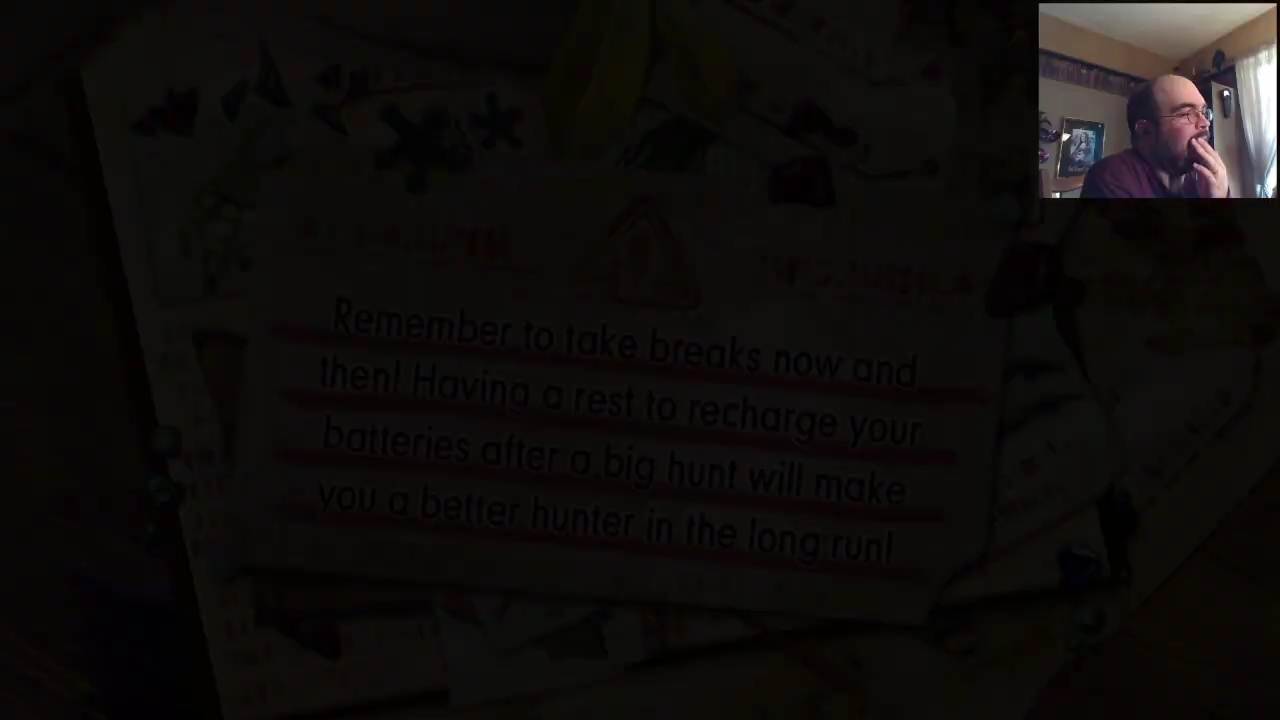 Remember to take breaks now and
then! Having a rest to recharge your
batteries after a big hunt will make
you a better hunter in the long run!